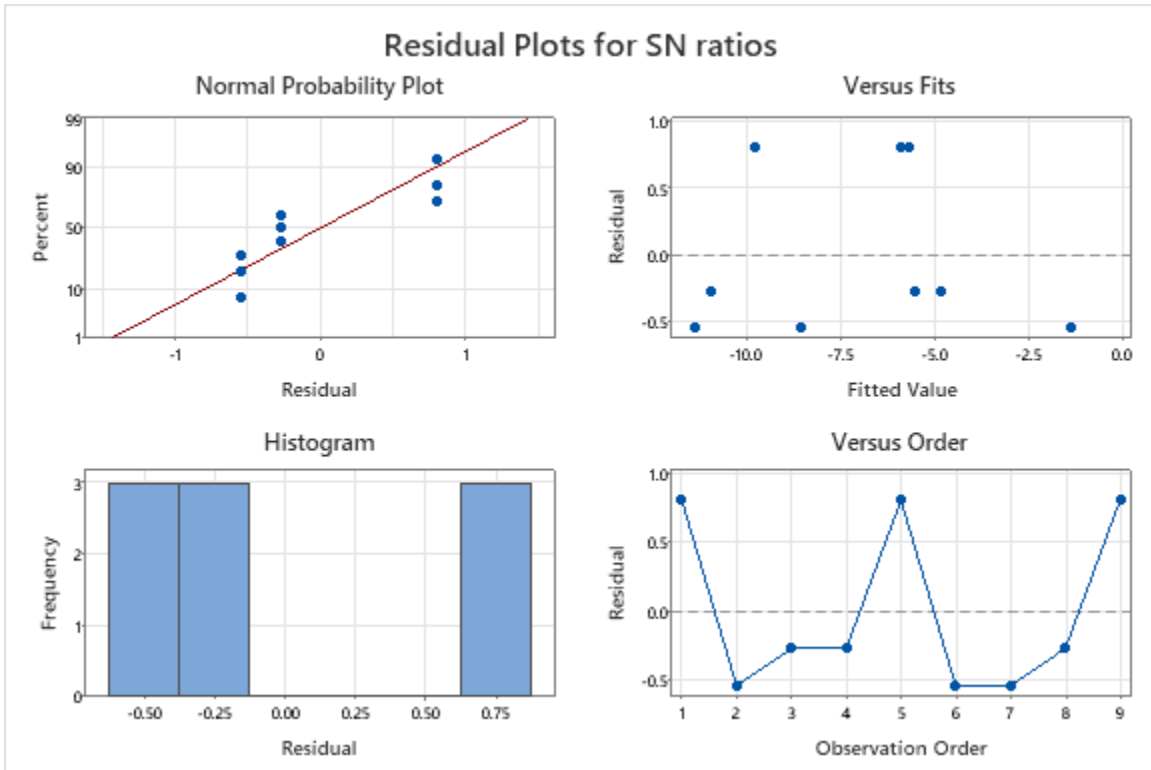 Residual Plots for SN ratios
Normal Probability Plot
99
90
50
10
1
Percent
-1 0 1
Residual
Versus Fits
1.0
0.5
0.0
-0.5
Residual
-10.0 -7.5 -5.0 -2.5 0.0
Fitted Value
Histogram
3
2
1
0
Frequency
-0.50 -0.25 0.00 0.25 0.50 0.75
Residual
Versus Order
1.0
0.5
0.0
-0.5
Residual
1 2 3 4 5 6 7 8 9
Observation Order